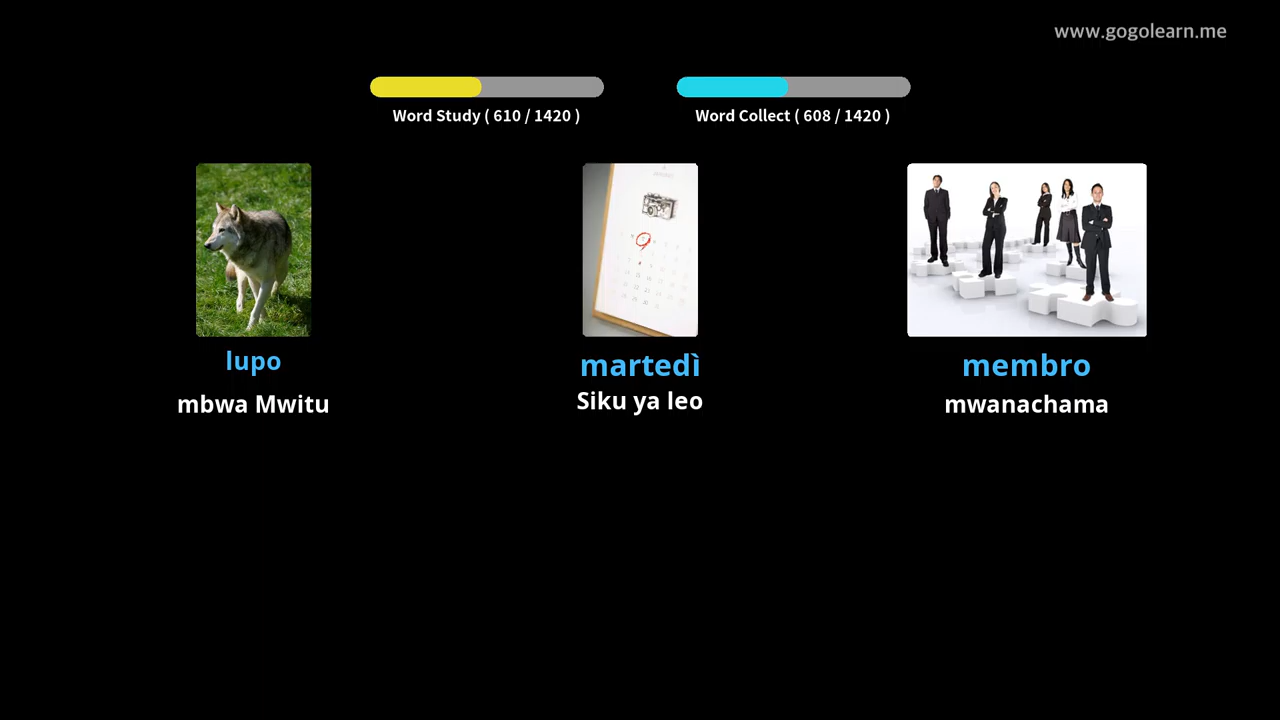 www.gogolearn.me
Word Study ( 610 / 1420 )
Word Collect ( 608 / 1420 )
lupo
martedì
membro
mbwa Mwitu
Siku ya leo
mwanachama